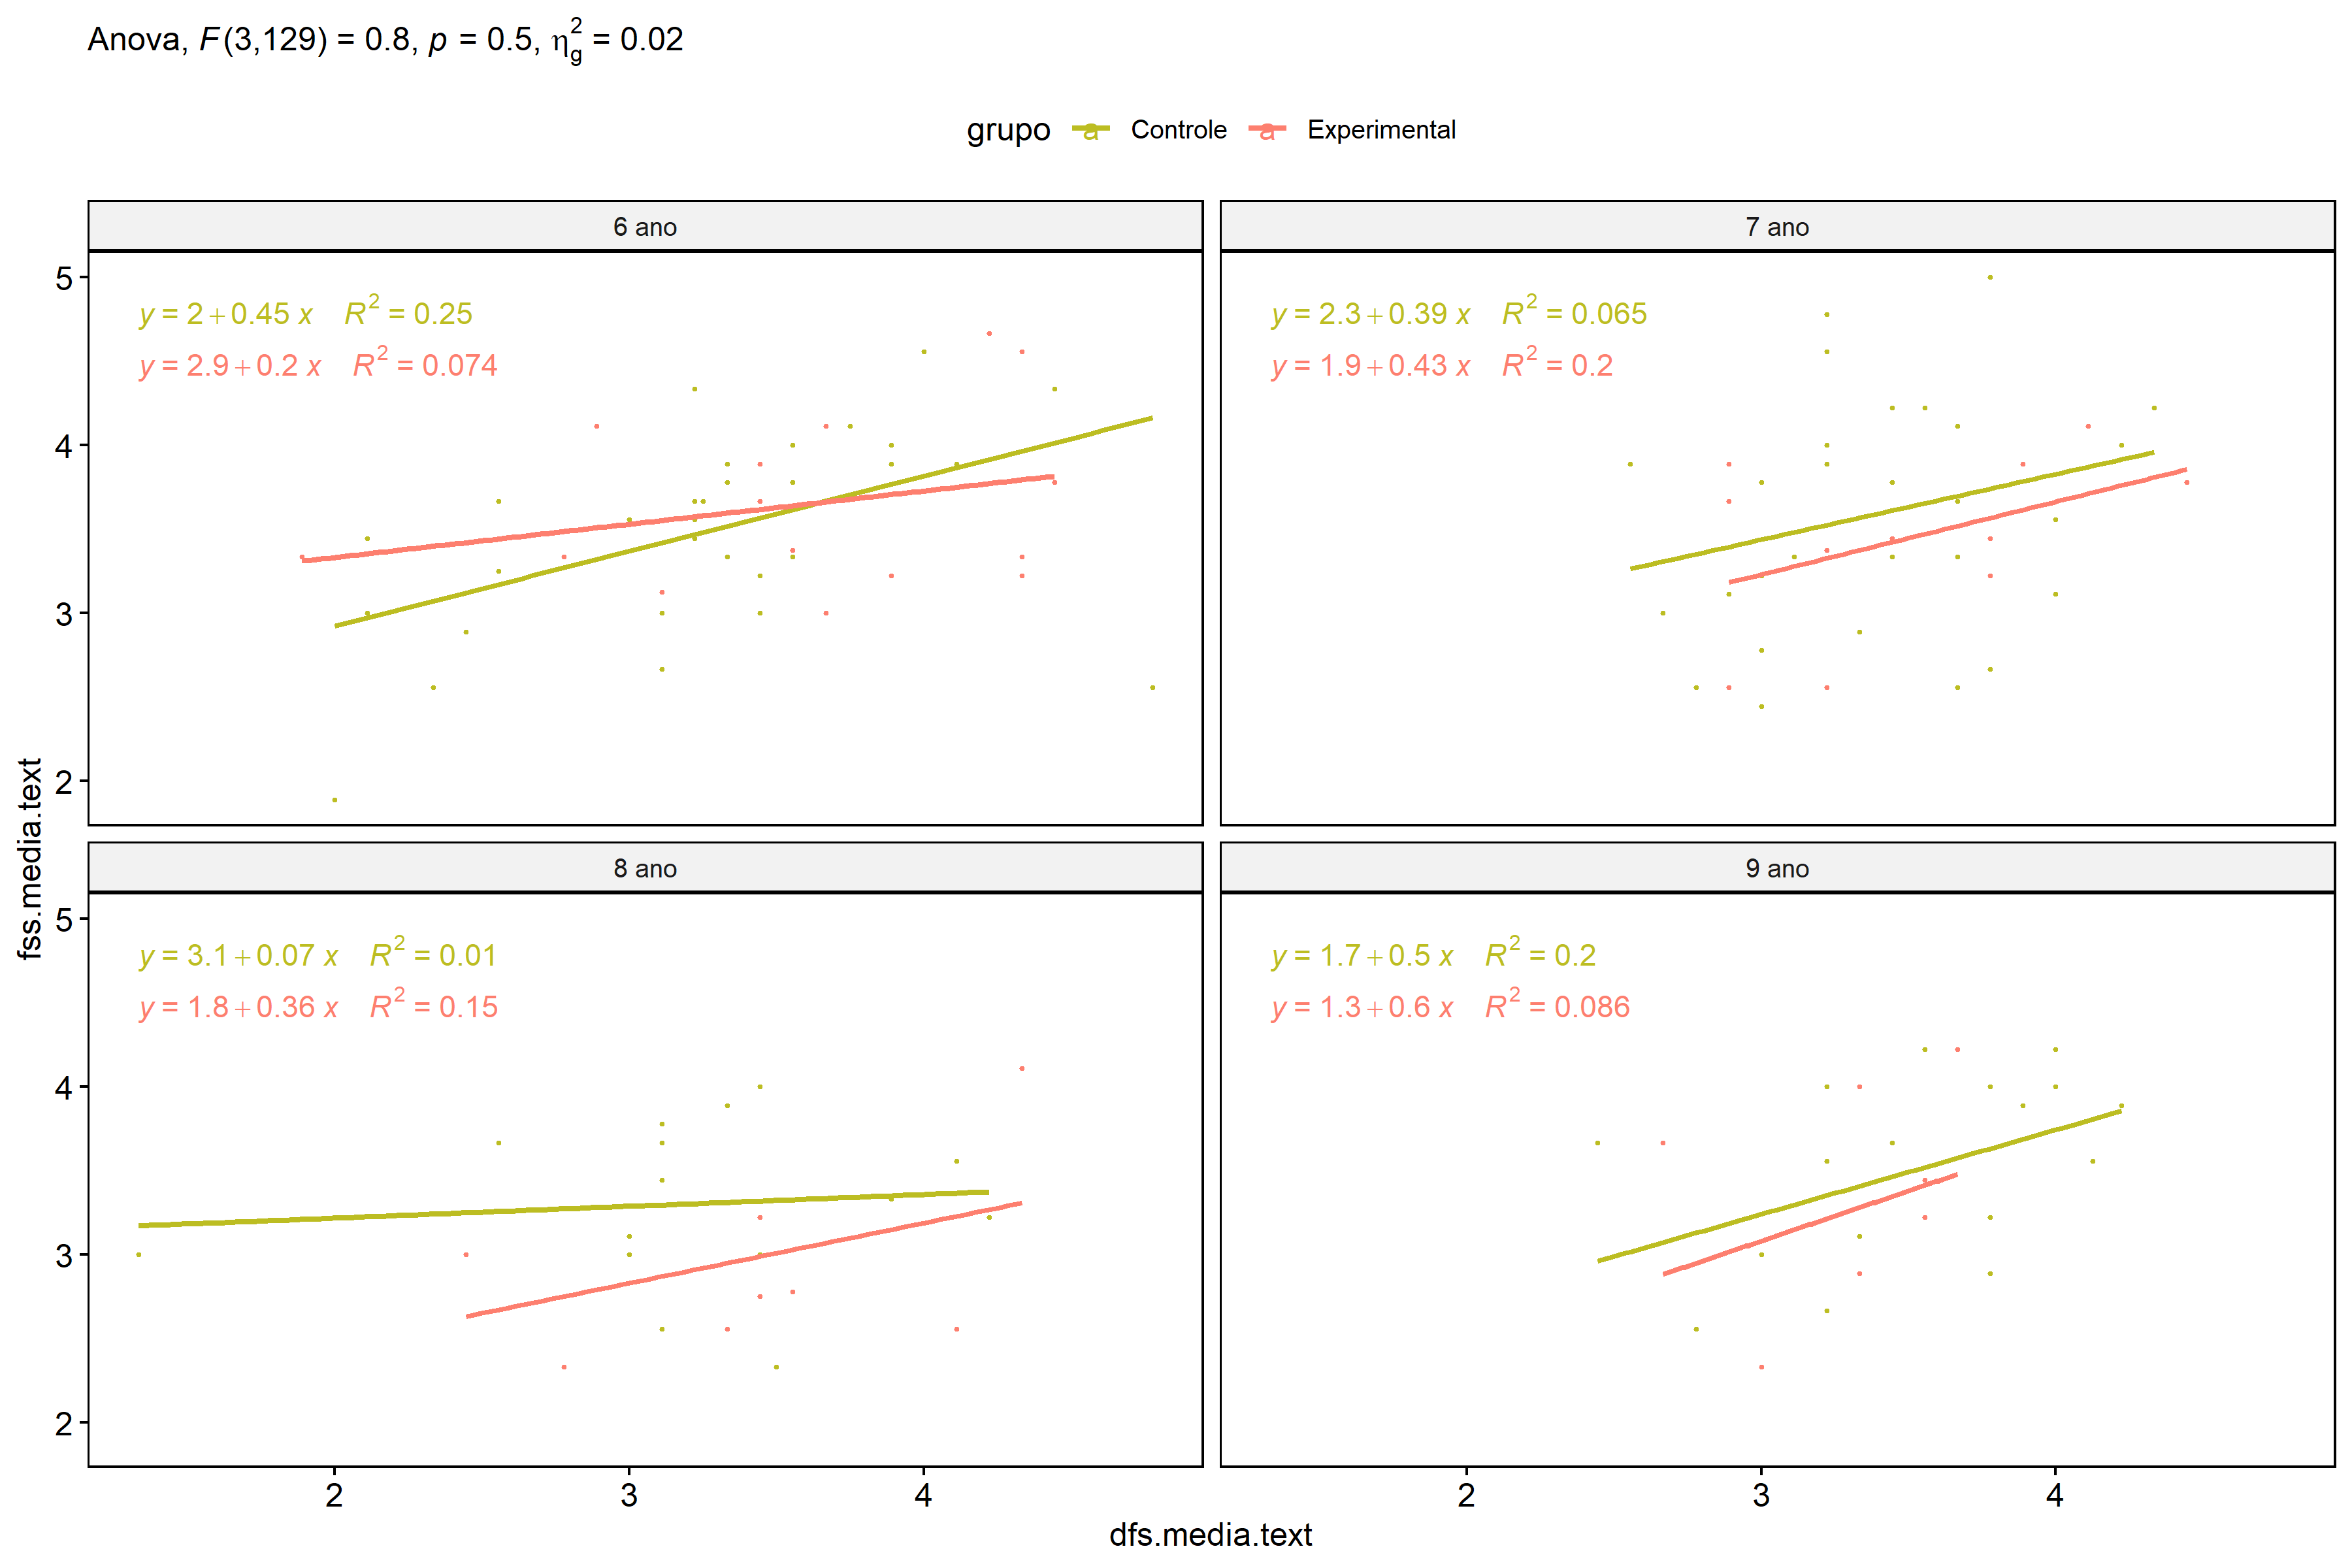 Anova, F(3,129) = 0.8, p = 0.5, η²g = 0.02
grupo a Controle a Experimental
6 ano
7 ano
5
4
3
2
y = 2 + 0.45 x R² = 0.25
y = 2.9 + 0.2 x R² = 0.074
y = 2.3 + 0.39 x R² = 0.065
y = 1.9 + 0.43 x R² = 0.2
8 ano
9 ano
5
4
3
2
y = 3.1 + 0.07 x R² = 0.01
y = 1.8 + 0.36 x R² = 0.15
y = 1.7 + 0.5 x R² = 0.2
y = 1.3 + 0.6 x R² = 0.086
fss.media.text
2 3 4
2 3 4
dfs.media.text